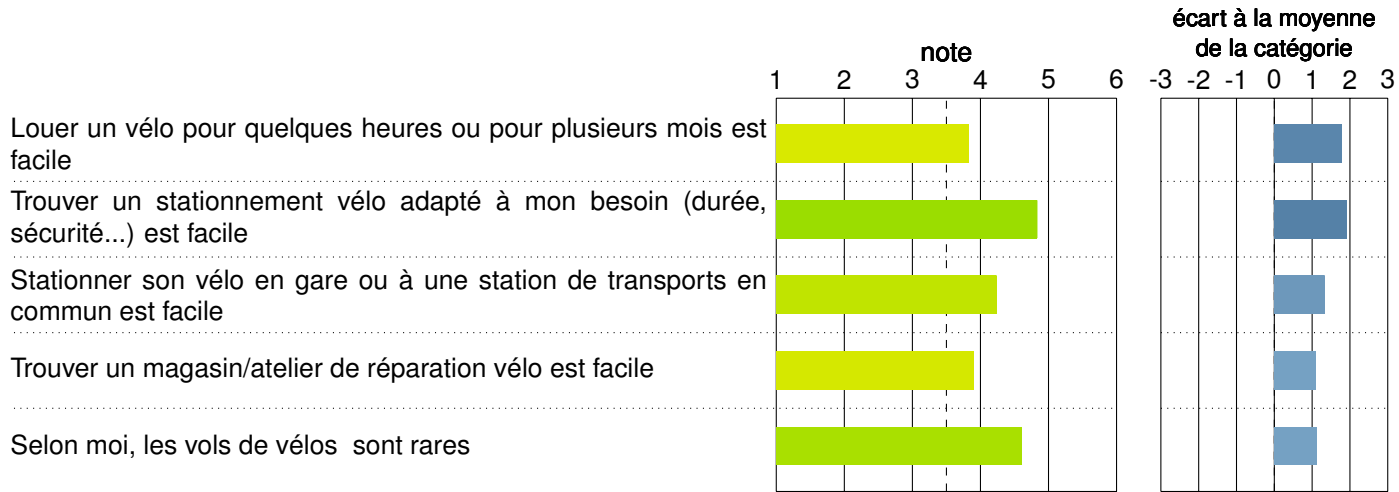 écart à la moyenne
note de la catégorie
1 2 3 4 5 6 -3 -2 -1 0 1 2 3
Louer un vélo pour quelques heures ou pour plusieurs mois est
facile
Trouver un stationnement vélo adapté à mon besoin (durée,
sécurité...) est facile
Stationner son vélo en gare ou à une station de transports en
commun est facile
Trouver un magasin/atelier de réparation vélo est facile
Selon moi, les vols de vélos sont rares